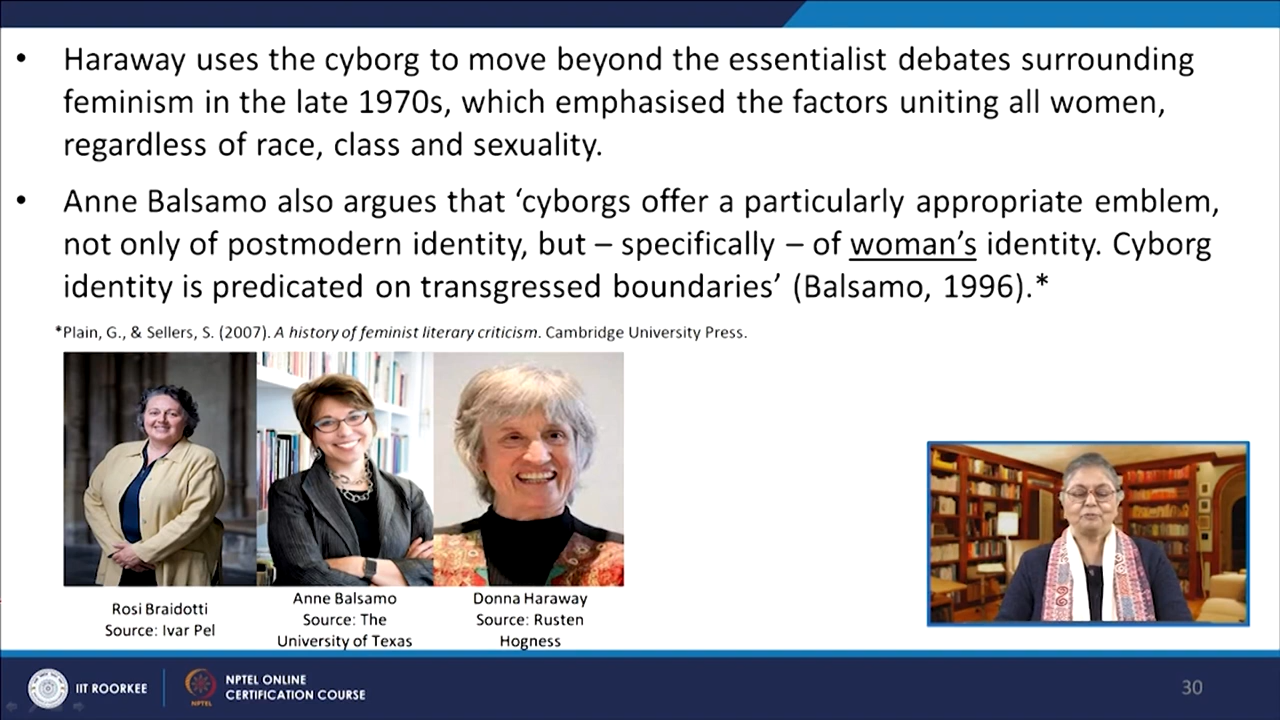 • Haraway uses the cyborg to move beyond the essentialist debates surrounding
feminism in the late 1970s, which emphasised the factors uniting all women,
regardless of race, class and sexuality.
• Anne Balsamo also argues that ‘cyborgs offer a particularly appropriate emblem,
not only of postmodern identity, but – specifically – of woman’s identity. Cyborg
identity is predicated on transgressed boundaries’ (Balsamo, 1996).*
*Plain, G., & Sellers, S. (2007). A history of feminist literary criticism. Cambridge University Press.
Rosi Braidotti
Source: Ivar Pel
Anne Balsamo
Source: The
University of Texas
Donna Haraway
Source: Rusten
Hogness
IIT ROORKEE
NPTEL
NPTEL ONLINE
CERTIFICATION COURSE
30